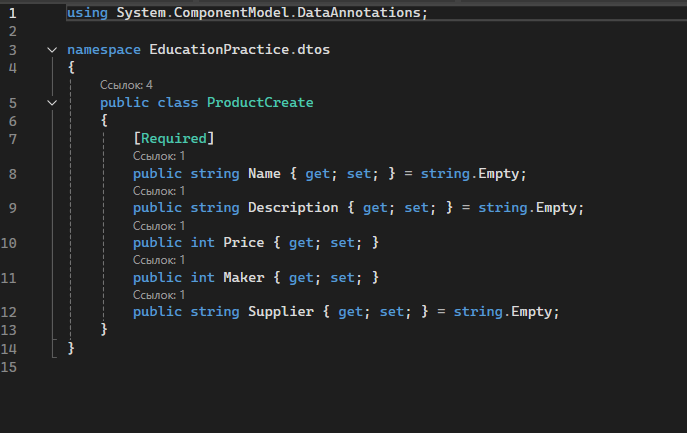 1 using System.ComponentModel.DataAnnotations;
2
3 namespace EducationPractice.dtos
4 {
Ссылок: 4
5 public class ProductCreate
6 {
7 [Required]
Ссылок: 1
8 public string Name { get; set; } = string.Empty;
Ссылок: 1
9 public string Description { get; set; } = string.Empty;
Ссылок: 1
10 public int Price { get; set; }
Ссылок: 1
11 public int Maker { get; set; }
Ссылок: 1
12 public string Supplier { get; set; } = string.Empty;
13 }
14 }
15